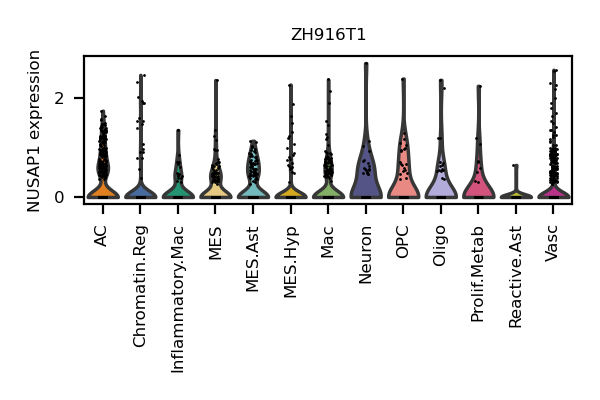 ZH916T1
NUSAP1 expression
2
0
AC
Chromatin.Reg
Inflammatory.Mac
MES
MES.Ast
MES.Hyp
Mac
Neuron
OPC
Oligo
Prolif.Metab
Reactive.Ast
Vasc